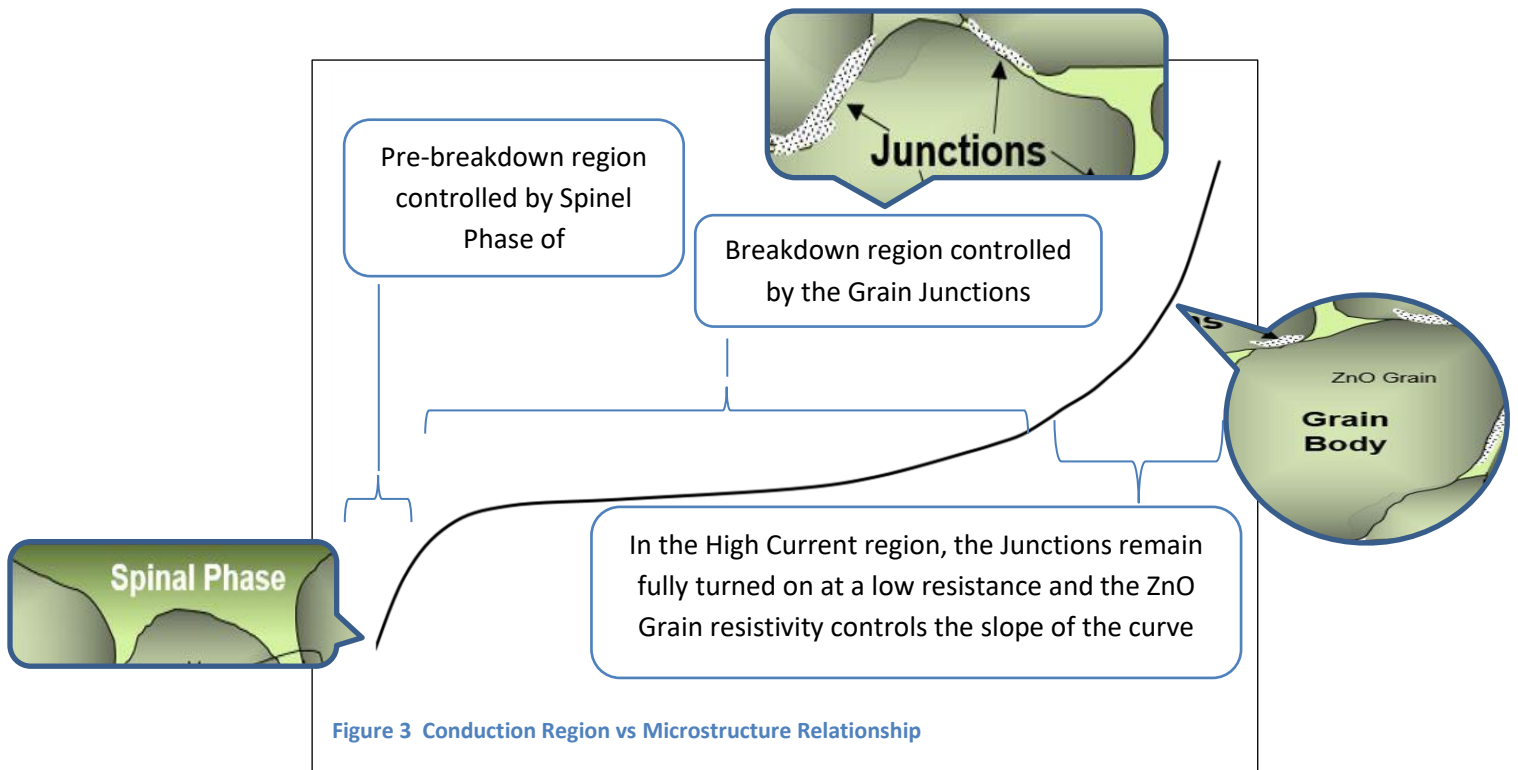 Junctions
Pre-breakdown region
controlled by Spinel
Phase of
Breakdown region controlled
by the Grain Junctions
ZnO Grain
Grain
Body
Spinal Phase
In the High Current region, the Junctions remain
fully turned on at a low resistance and the ZnO
Grain resistivity controls the slope of the curve
Figure 3 Conduction Region vs Microstructure Relationship